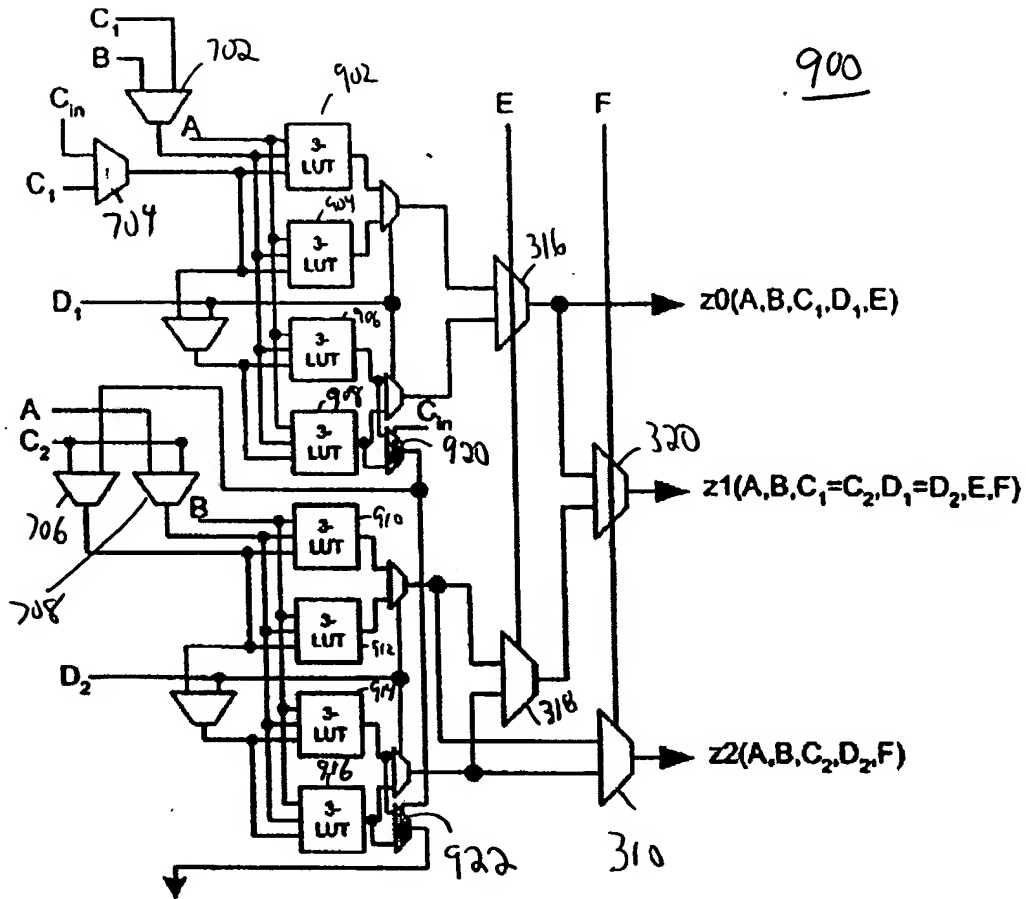 C1
B
702
900
Cin
902
E
F
A
3-
LUT
C1
704
904
3-
LUT
316
D1
z0(A,B,C1,D1,E)
906
3-
LUT
908
3-
LUT
Cin
920
A
C2
320
z1(A,B,C1=C2,D1=D2,E,F)
706
708
B
910
3-
LUT
3-
LUT
912
D2
914
3-
LUT
318
916
3-
LUT
z2(A,B,C2,D2,F)
922
310